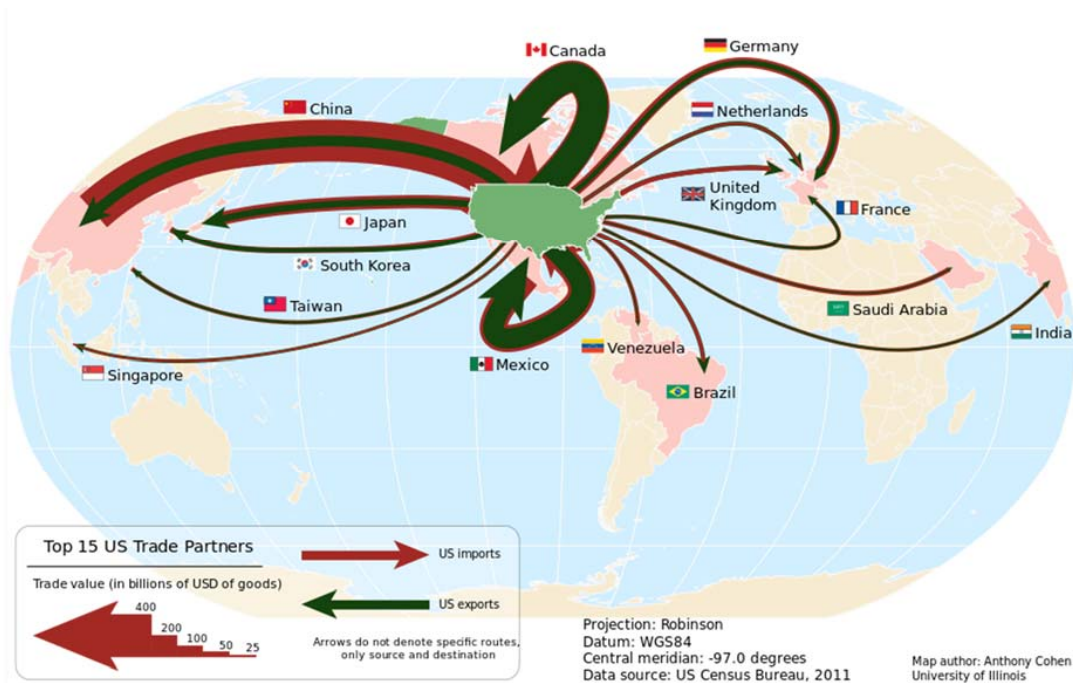 Canada
Germany
China
Netherlands
United
Kingdom
France
Japan
South Korea
Taiwan
Saudi Arabia
India
Venezuela
Mexico
Singapore
Brazil
Top 15 US Trade Partners
US imports
Trade value (in billions of USD of goods)
US exports
400
200
100
50
25
Arrows do not denote specific routes,
only source and destination
Projection: Robinson
Datum: WGS84
Central meridian: -97.0 degrees
Data source: US Census Bureau, 2011
Map author: Anthony Cohen
University of Illinois